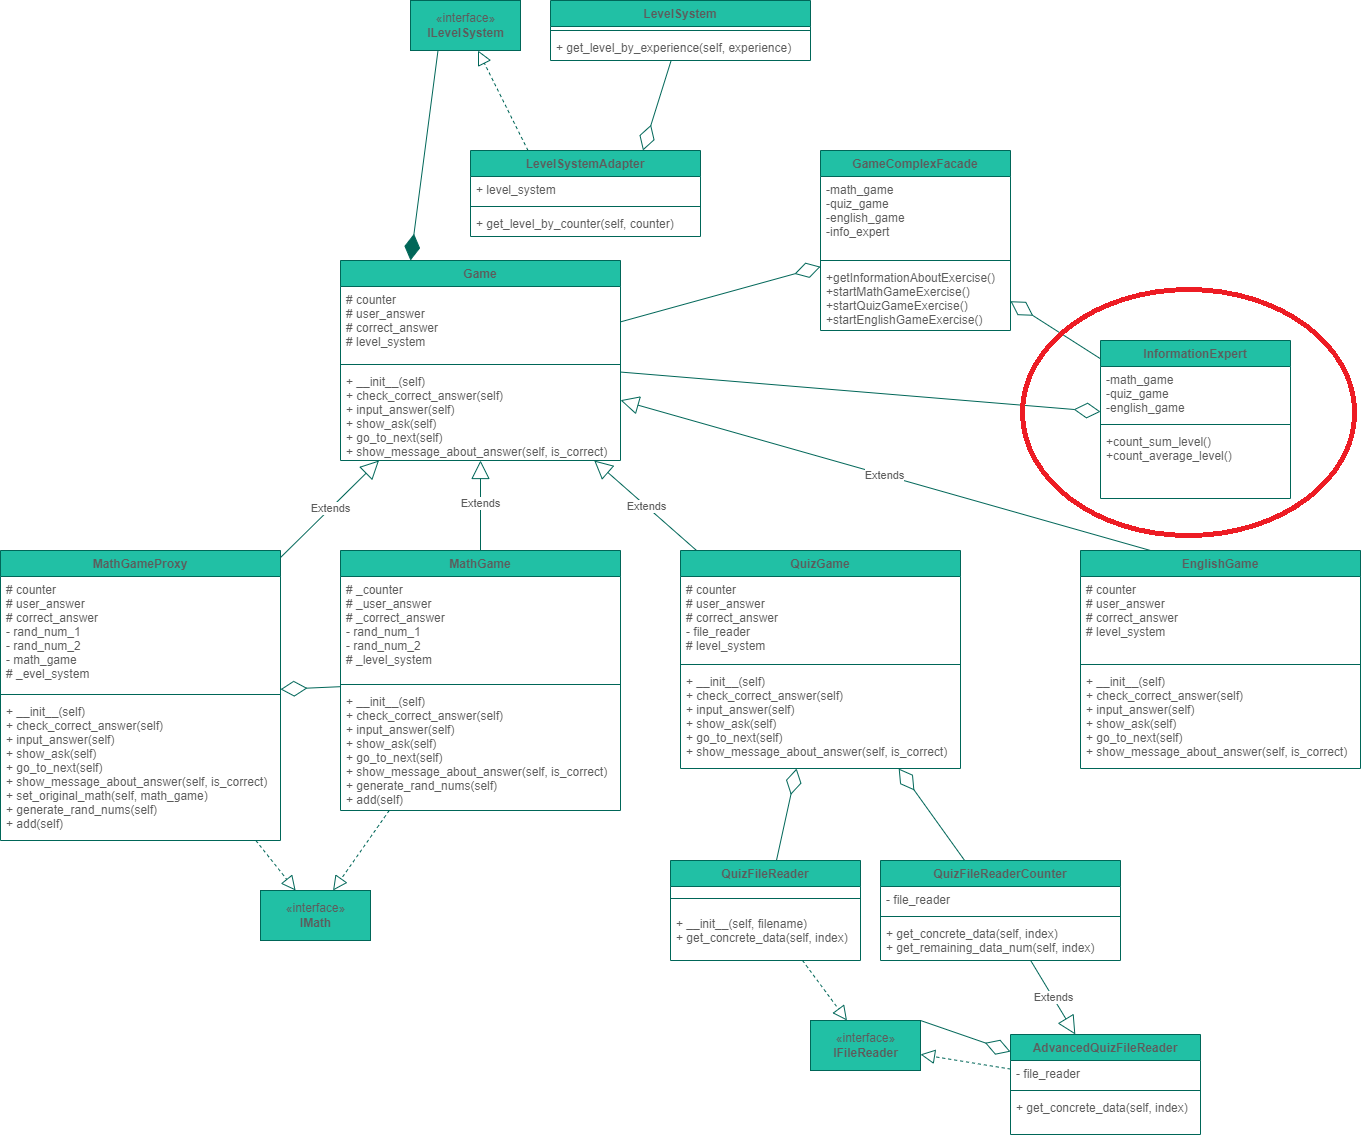 «interface»
ILevelSystem
LevelSystem
+ get_level_by_experience(self, experience)
LevelSystemAdapter
+ level_system
+ get_level_by_counter(self, counter)
GameComplexFacade
-math_game
-quiz_game
-english_game
-info_expert
+getInformationAboutExercise()
+startMathGameExercise()
+startQuizGameExercise()
+startEnglishGameExercise()
Game
# counter
# user_answer
# correct_answer
# level_system
+ __init__(self)
+ check_correct_answer(self)
+ input_answer(self)
+ show_ask(self)
+ go_to_next(self)
+ show_message_about_answer(self, is_correct)
InformationExpert
-math_game
-quiz_game
-english_game
+count_sum_level()
+count_average_level()
Extends
Extends
Extends
Extends
MathGameProxy
# counter
# user_answer
# correct_answer
- rand_num_1
- rand_num_2
- math_game
# _evel_system
+ __init__(self)
+ check_correct_answer(self)
+ input_answer(self)
+ show_ask(self)
+ go_to_next(self)
+ show_message_about_answer(self, is_correct)
+ set_original_math(self, math_game)
+ generate_rand_nums(self)
+ add(self)
MathGame
# _counter
# _user_answer
# _correct_answer
- rand_num_1
- rand_num_2
# _level_system
+ __init__(self)
+ check_correct_answer(self)
+ input_answer(self)
+ show_ask(self)
+ go_to_next(self)
+ show_message_about_answer(self, is_correct)
+ generate_rand_nums(self)
+ add(self)
QuizGame
# counter
# user_answer
# correct_answer
- file_reader
# level_system
+ __init__(self)
+ check_correct_answer(self)
+ input_answer(self)
+ show_ask(self)
+ go_to_next(self)
+ show_message_about_answer(self, is_correct)
EnglishGame
# counter
# user_answer
# correct_answer
# level_system
+ __init__(self)
+ check_correct_answer(self)
+ input_answer(self)
+ show_ask(self)
+ go_to_next(self)
+ show_message_about_answer(self, is_correct)
«interface»
IMath
QuizFileReader
+ __init__(self, filename)
+ get_concrete_data(self, index)
QuizFileReaderCounter
- file_reader
+ get_concrete_data(self, index)
+ get_remaining_data_num(self, index)
Extends
«interface»
IFileReader
AdvancedQuizFileReader
- file_reader
+ get_concrete_data(self, index)